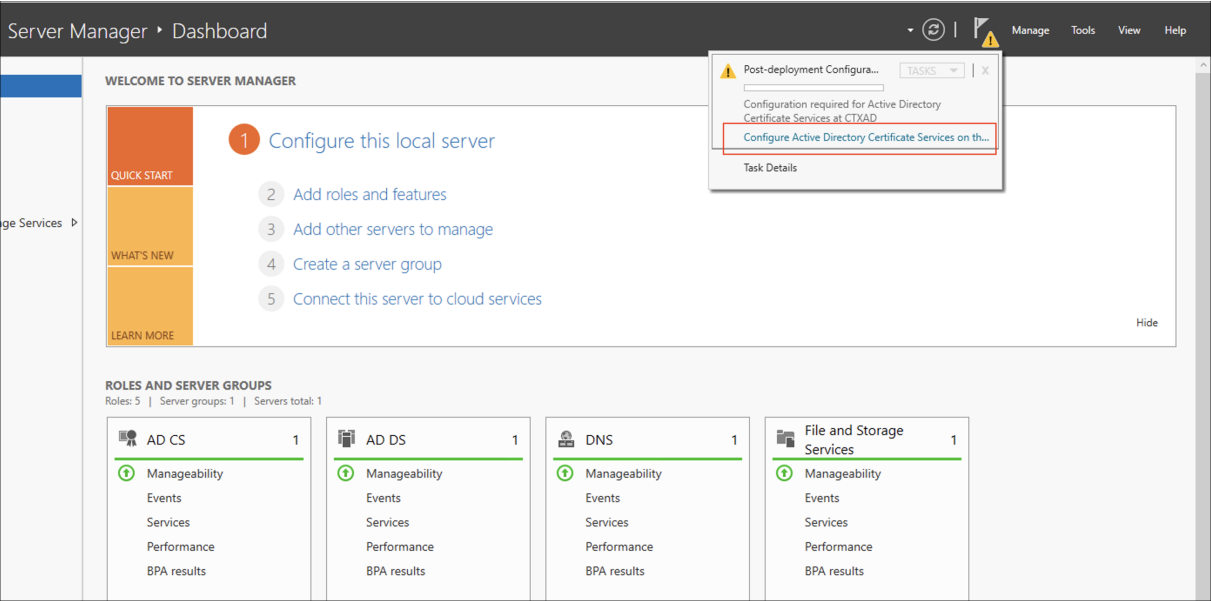 Server Manager ‣ Dashboard
Manage Tools View Help
WELCOME TO SERVER MANAGER
Post-deployment Configura... TASKS X
Configuration required for Active Directory
Certificate Services at CTXAD
Configure Active Directory Certificate Services on th...
Task Details
QUICK START
WHAT'S NEW
LEARN MORE
1 Configure this local server
2 Add roles and features
3 Add other servers to manage
4 Create a server group
5 Connect this server to cloud services
Hide
Services
ROLES AND SERVER GROUPS
Roles: 5 | Server groups: 1 | Servers total: 1
AD CS 1
Manageability
Events
Services
Performance
BPA results
AD DS 1
Manageability
Events
Services
Performance
BPA results
DNS 1
Manageability
Events
Services
Performance
BPA results
File and Storage
Services 1
Manageability
Events
Services
Performance
BPA results